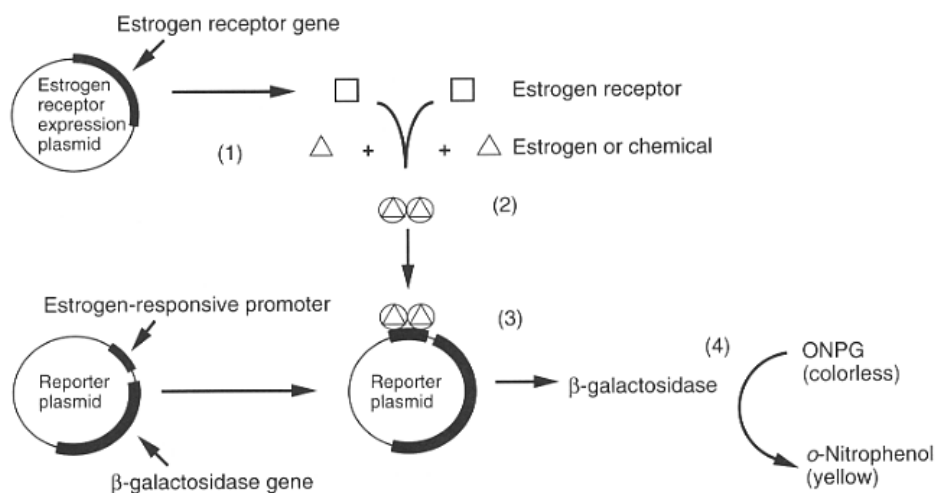 Estrogen receptor gene
Estrogen
receptor
expression
plasmid
(1)
Estrogen receptor
+ + Estrogen or chemical
(2)
Estrogen-responsive promoter
Reporter
plasmid
β-galactosidase gene
(3)
Reporter
plasmid
β-galactosidase
(4)
ONPG
(colorless)
o-Nitrophenol
(yellow)